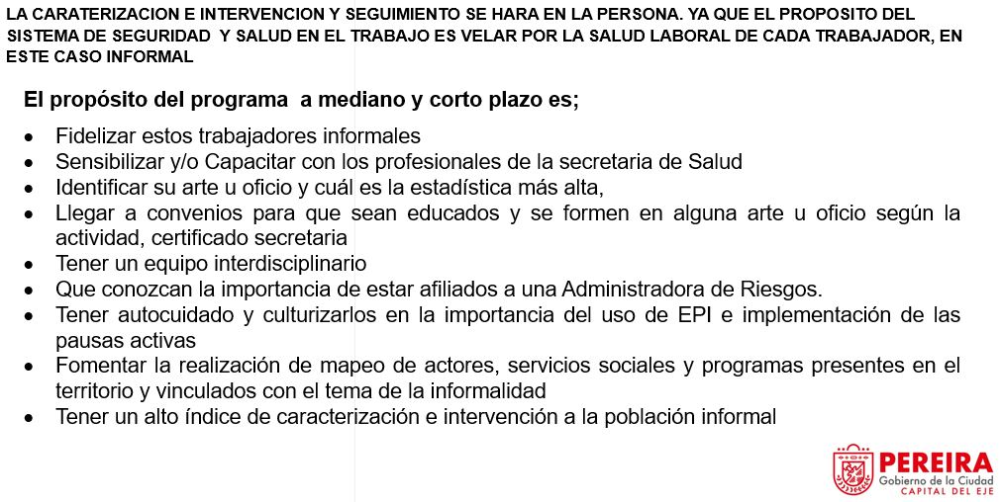 LA CARATERIZACION E INTERVENCION Y SEGUIMIENTO SE HARA EN LA PERSONA. YA QUE EL PROPOSITO DEL
SISTEMA DE SEGURIDAD Y SALUD EN EL TRABAJO ES VELAR POR LA SALUD LABORAL DE CADA TRABAJADOR, EN
ESTE CASO INFORMAL
El propósito del programa a mediano y corto plazo es;
• Fidelizar estos trabajadores informales
• Sensibilizar y/o Capacitar con los profesionales de la secretaria de Salud
• Identificar su arte u oficio y cuál es la estadística más alta,
• Llegar a convenios para que sean educados y se formen en alguna arte u oficio según la
actividad, certificado secretaria
• Tener un equipo interdisciplinario
• Que conozcan la importancia de estar afiliados a una Administradora de Riesgos.
• Tener autocuidado y culturizarlos en la importancia del uso de EPI e implementación de las
pausas activas
• Fomentar la realización de mapeo de actores, servicios sociales y programas presentes en el
territorio y vinculados con el tema de la informalidad
• Tener un alto índice de caracterización e intervención a la población informal
PEREIRA
Gobierno de la Ciudad
CAPITAL DEL EJE